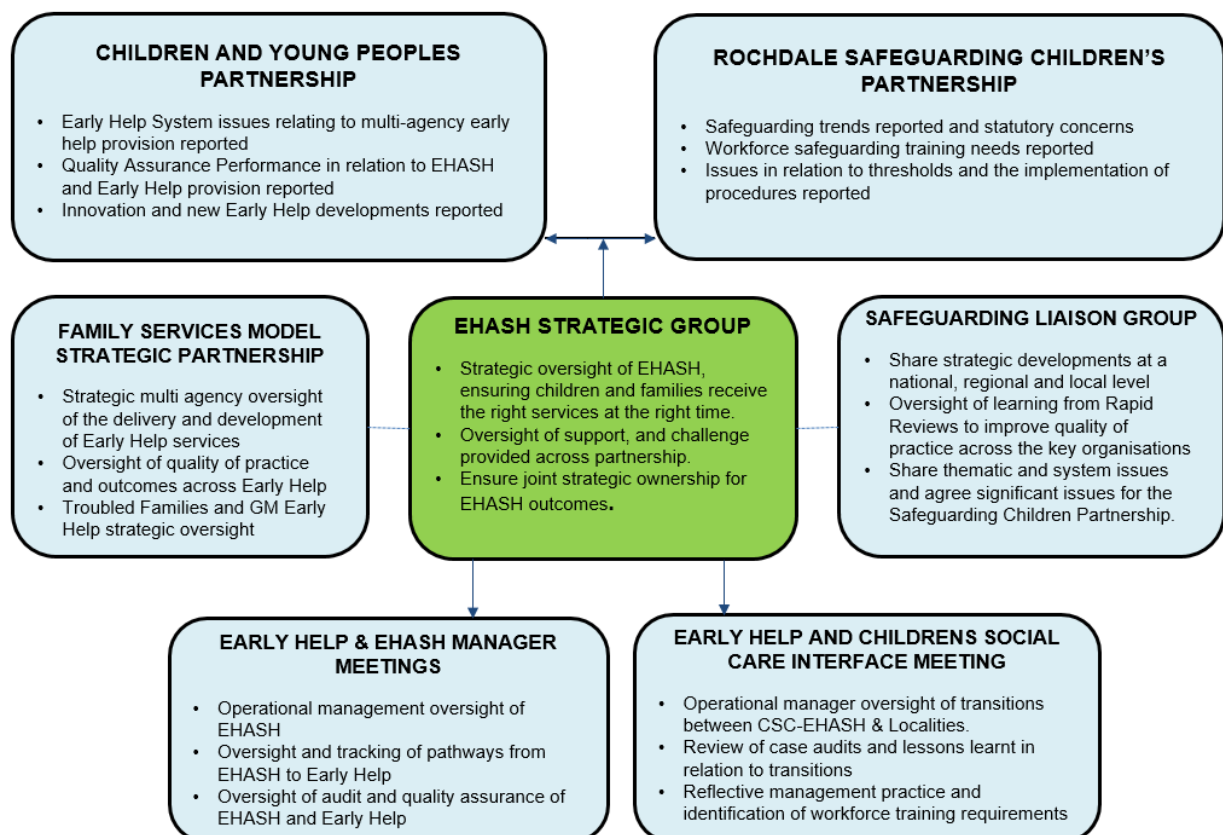 CHILDREN AND YOUNG PEOPLES
PARTNERSHIP
• Early Help System issues relating to multi-agency early
help provision reported
• Quality Assurance Performance in relation to EHASH
and Early Help provision reported
• Innovation and new Early Help developments reported
ROCHDALE SAFEGUARDING CHILDREN’S
PARTNERSHIP
• Safeguarding trends reported and statutory concerns
• Workforce safeguarding training needs reported
• Issues in relation to thresholds and the implementation of
procedures reported
FAMILY SERVICES MODEL
STRATEGIC PARTNERSHIP
• Strategic multi agency oversight
of the delivery and development
of Early Help services
• Oversight of quality of practice
and outcomes across Early Help
• Troubled Families and GM Early
Help strategic oversight
EHASH STRATEGIC GROUP
• Strategic oversight of EHASH,
ensuring children and families receive
the right services at the right time.
• Oversight of support, and challenge
provided across partnership.
• Ensure joint strategic ownership for
EHASH outcomes.
SAFEGUARDING LIAISON GROUP
• Share strategic developments at a
national, regional and local level
• Oversight of learning from Rapid
Reviews to improve quality of
practice across the key organisations
• Share thematic and system issues
and agree significant issues for the
Safeguarding Children Partnership.
EARLY HELP & EHASH MANAGER
MEETINGS
• Operational management oversight of
EHASH
• Oversight and tracking of pathways from
EHASH to Early Help
• Oversight of audit and quality assurance of
EHASH and Early Help
EARLY HELP AND CHILDRENS SOCIAL
CARE INTERFACE MEETING
• Operational manager oversight of transitions
between CSC-EHASH & Localities.
• Review of case audits and lessons learnt in
relation to transitions
• Reflective management practice and
identification of workforce training requirements